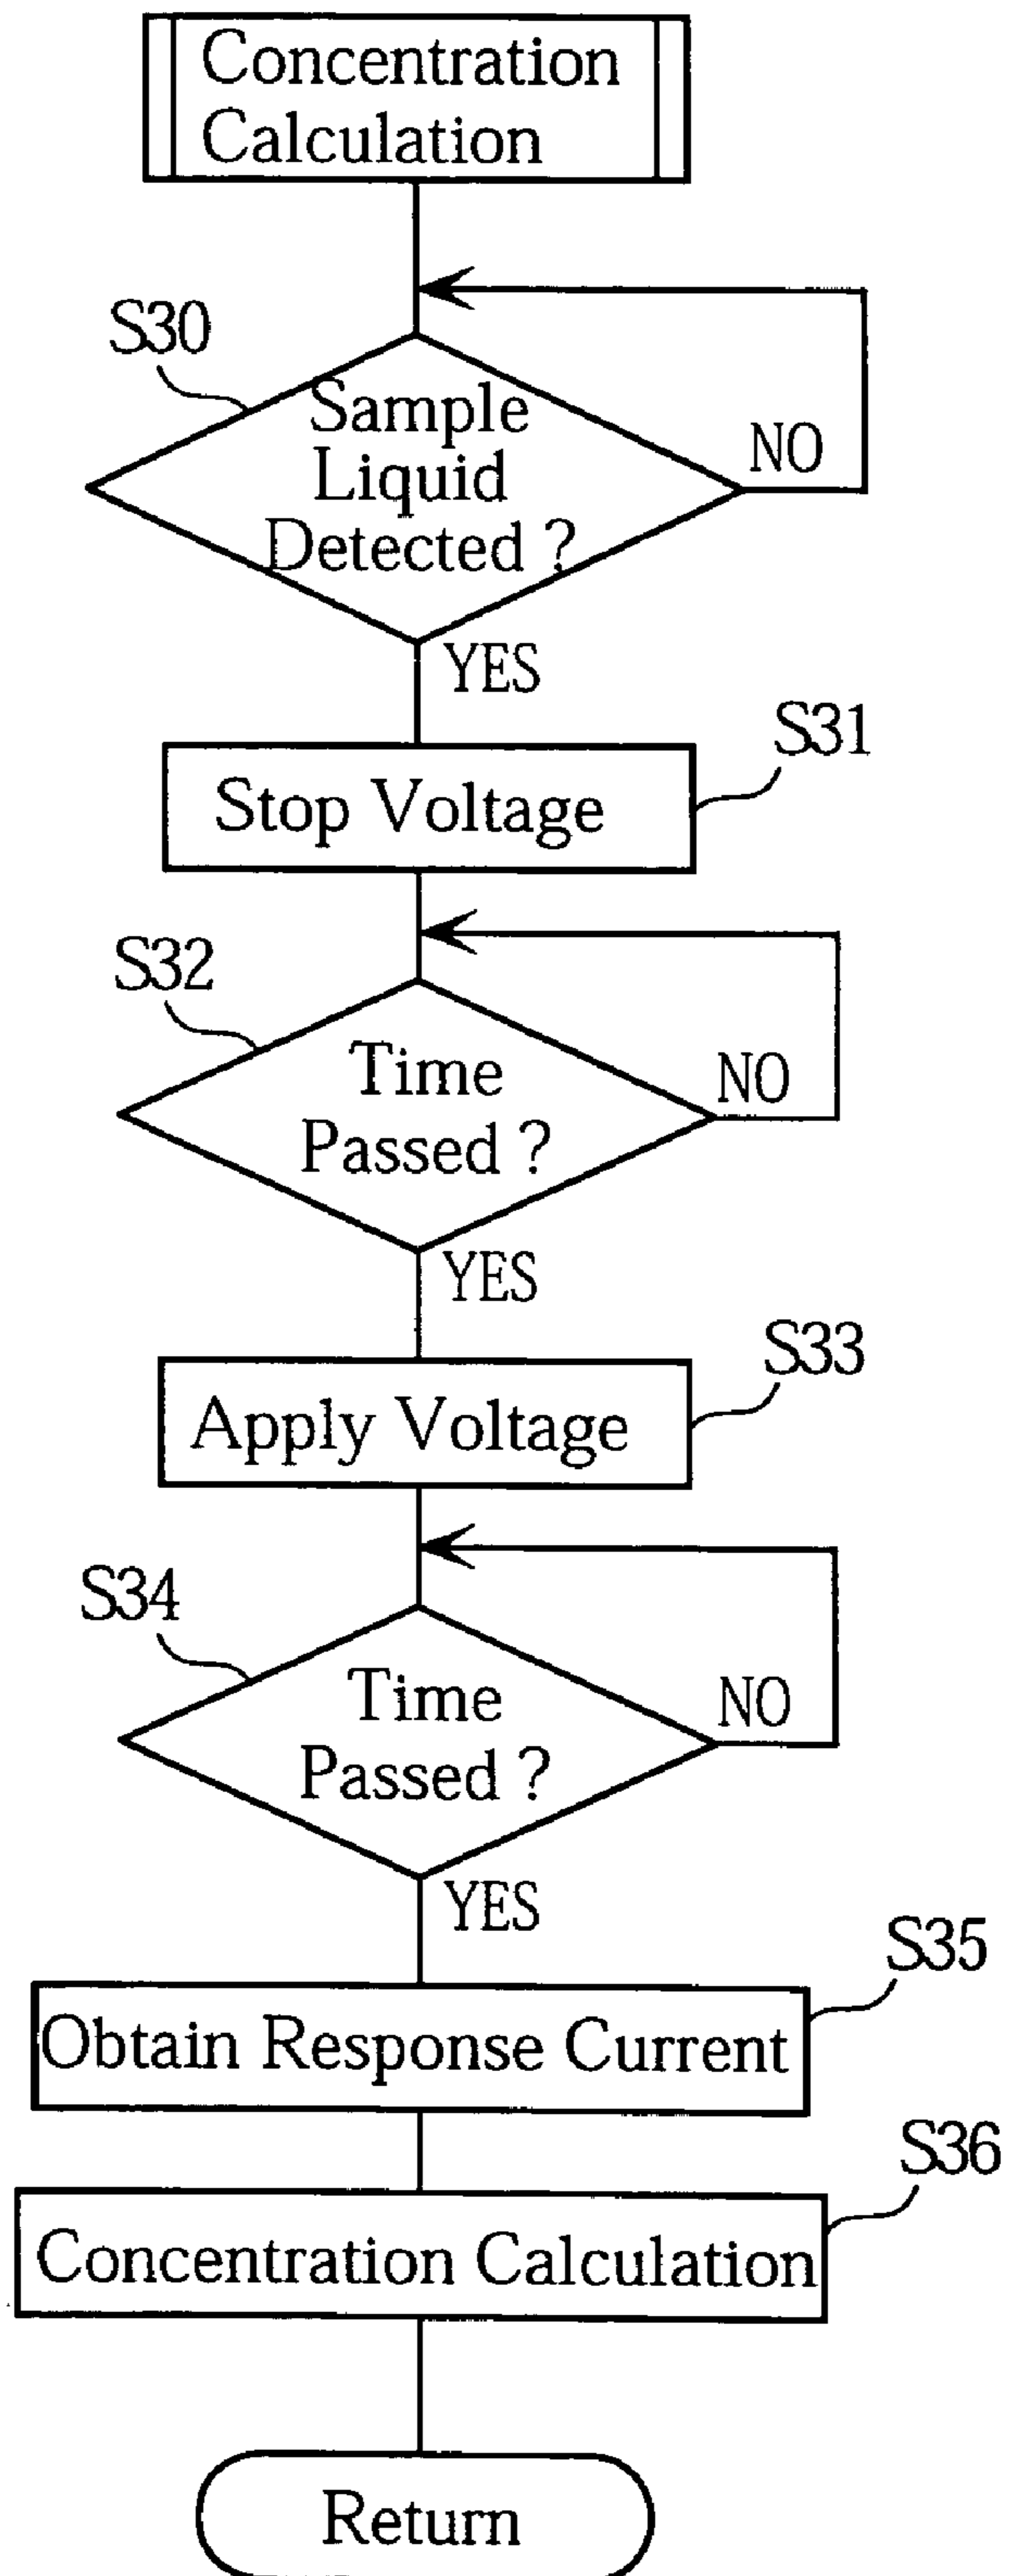 Concentration
Calculation
S30
Sample
Liquid
Detected ?
NO
YES
S31
Stop Voltage
S32
Time
Passed ?
NO
YES
S33
Apply Voltage
S34
Time
Passed ?
NO
YES
S35
Obtain Response Current
S36
Concentration Calculation
Return